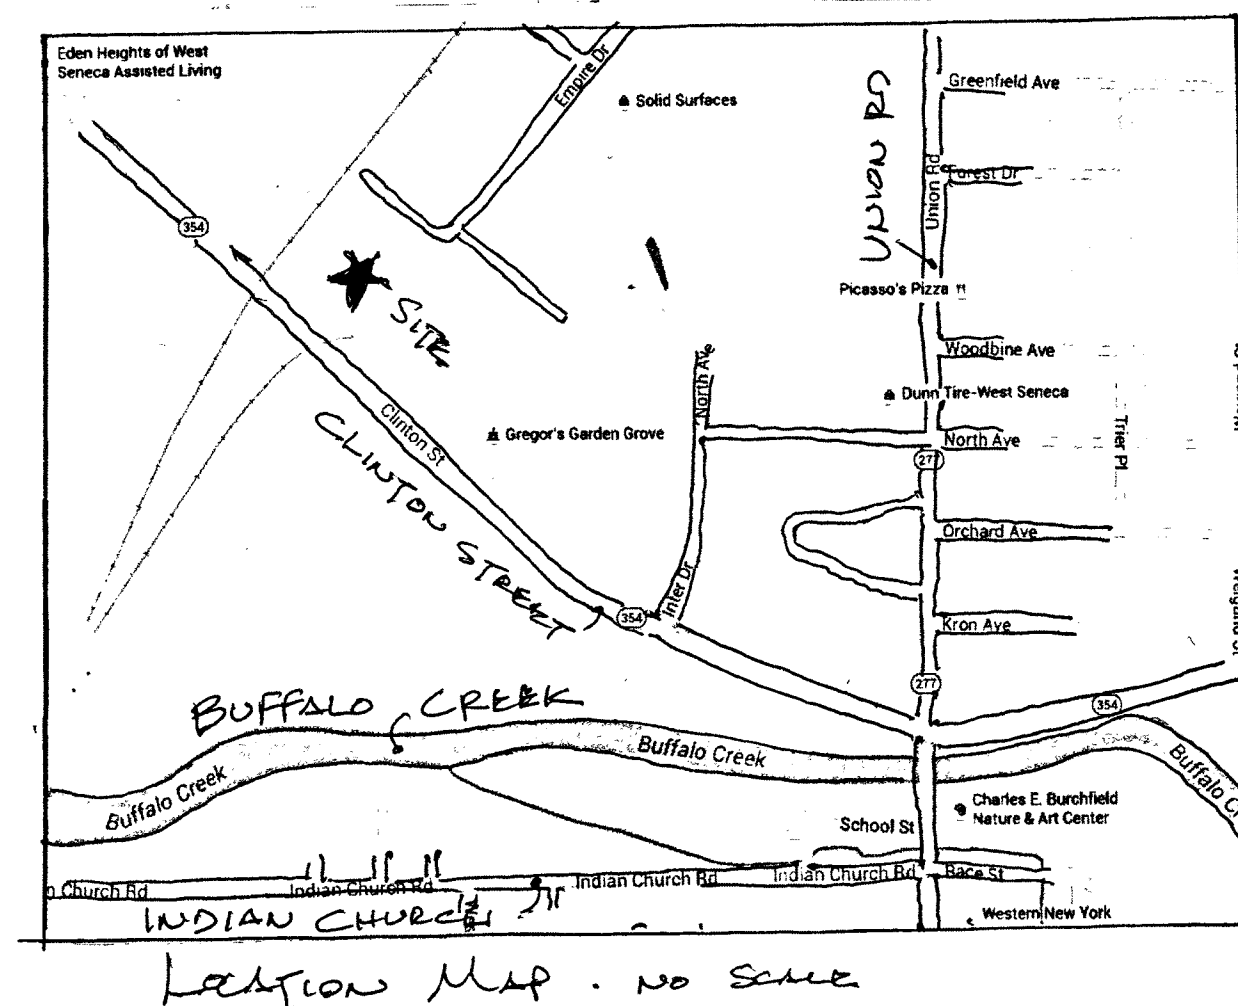 Eden Heights of West
Seneca Assisted Living
Empire Dr
Solid Surfaces
UNION RD
Union Rd
Greenfield Ave
Forest Dr
354
SITE
Picasso's Pizza
Woodbine Ave
Dunn Tire-West Seneca
North Ave
North Ave
277
Trier Pl
Clinton St
CLINTON STREET
Gregor's Garden Grove
Orchard Ave
Inter Dr
354
Kron Ave
277
354
BUFFALO CREEK
Buffalo Creek
Buffalo Creek
Buffalo C
Charles E. Burchfield
Nature & Art Center
School St
n Church Rd
Indian Church Rd
Indian Church Rd
Indian Church Rd
Race St
INDIAN CHURCH
Western New York
LOCATION MAP . NO SCALE